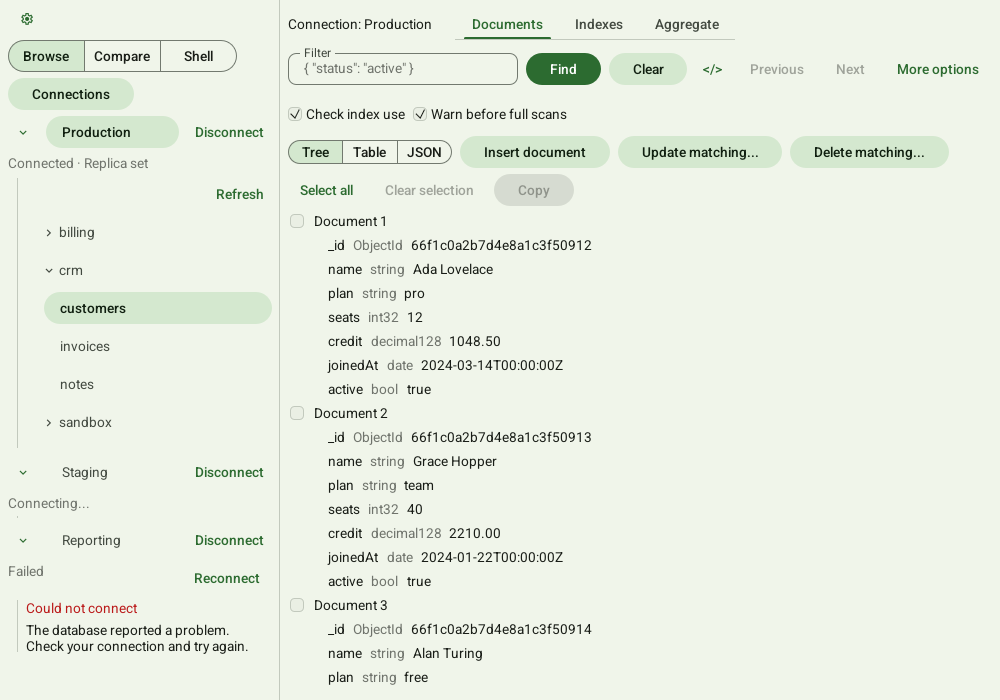 Browse Compare Shell
Connections
Production Disconnect
Connected · Replica set
Refresh
billing
crm
customers
invoices
notes
sandbox
Staging Disconnect
Connecting...
Reporting Disconnect
Failed Reconnect
Could not connect
The database reported a problem.
Check your connection and try again.
Connection: Production Documents Indexes Aggregate
Filter
{ "status": "active" } Find Clear </> Previous Next More options
Check index use Warn before full scans
Tree Table JSON Insert document Update matching... Delete matching...
Select all Clear selection Copy
Document 1
_id ObjectId 66f1c0a2b7d4e8a1c3f50912
name string Ada Lovelace
plan string pro
seats int32 12
credit decimal128 1048.50
joinedAt date 2024-03-14T00:00:00Z
active bool true
Document 2
_id ObjectId 66f1c0a2b7d4e8a1c3f50913
name string Grace Hopper
plan string team
seats int32 40
credit decimal128 2210.00
joinedAt date 2024-01-22T00:00:00Z
active bool true
Document 3
_id ObjectId 66f1c0a2b7d4e8a1c3f50914
name string Alan Turing
plan string free